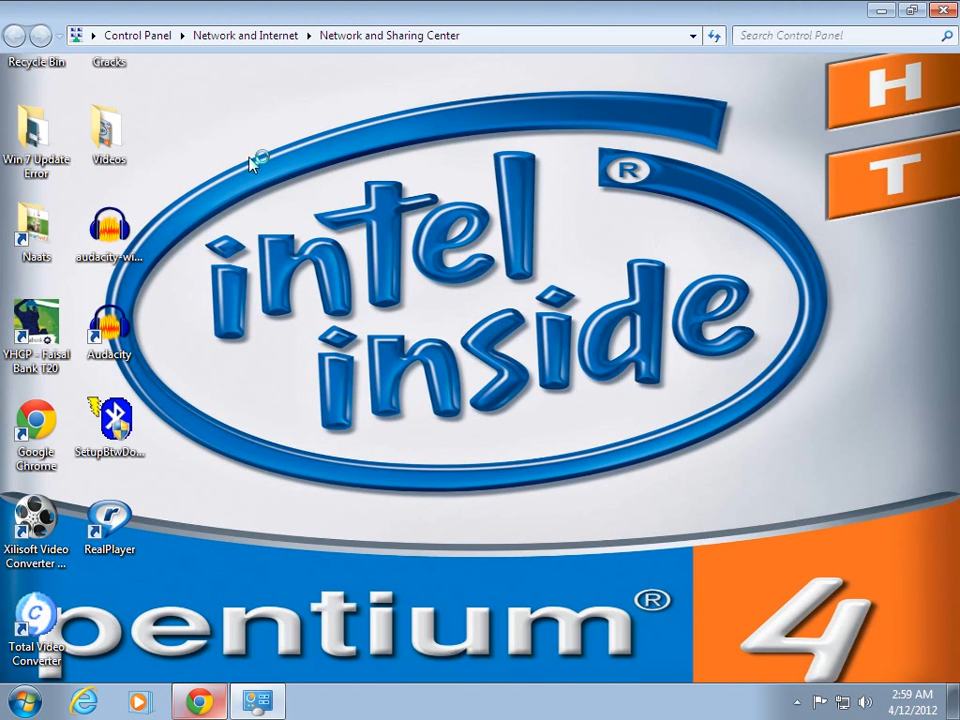 Control Panel Network and Internet Network and Sharing Center
Search Control Panel
Recycle Bin
Cracks
Win 7 Update
Error
Videos
Naats
audacity-wi...
YHCP - Faisal
Bank T20
Audacity
Google
Chrome
SetupBtwDo...
Xilisoft Video
Converter ...
RealPlayer
Total Video
Converter
H
T
®
intel
inside
pentium®
4
2:59 AM
4/12/2012